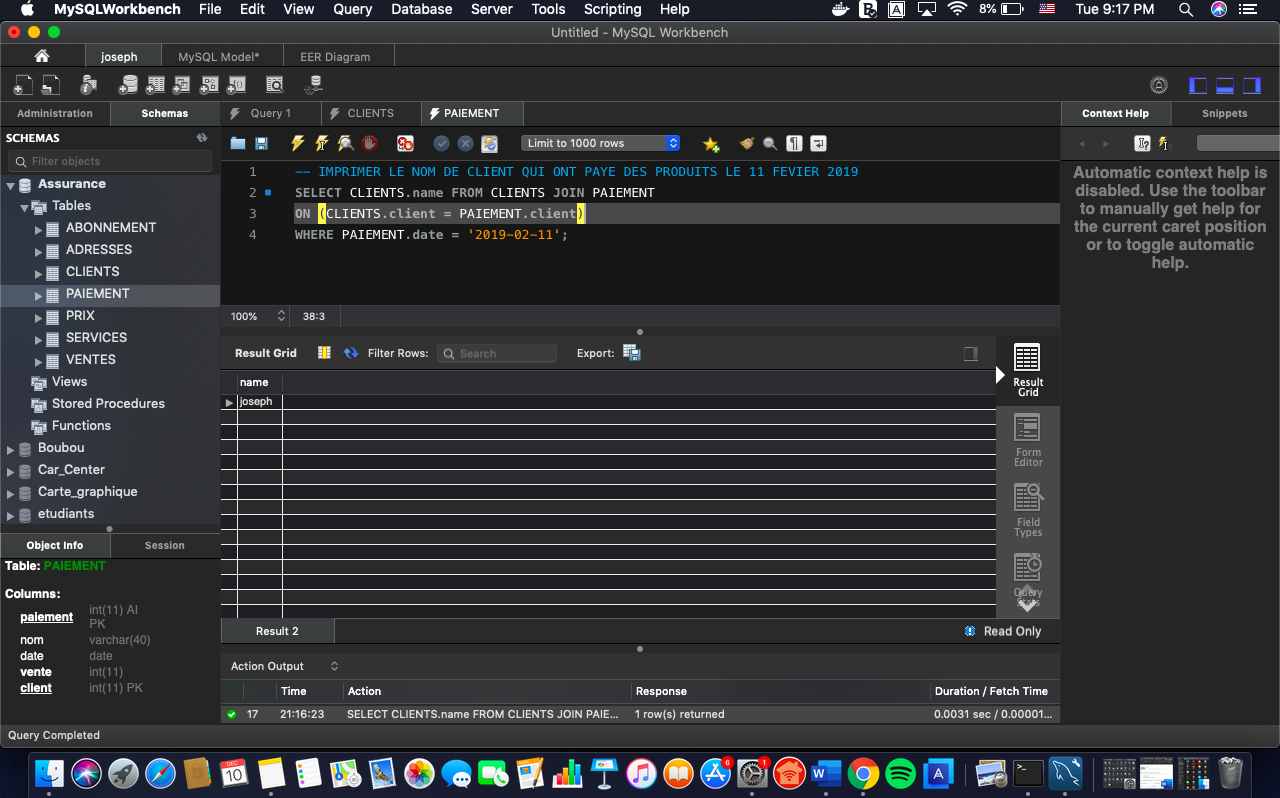 MySQLWorkbench File Edit View Query Database Server Tools Scripting Help 8% Tue 9:17 PM
Untitled - MySQL Workbench
joseph MySQL Model* EER Diagram
Administration Schemas Query 1 CLIENTS PAIEMENT Context Help Snippets
SCHEMAS
Filter objects
Assurance
Tables
ABONNEMENT
ADRESSES
CLIENTS
PAIEMENT
PRIX
SERVICES
VENTES
Views
Stored Procedures
Functions
Boubou
Car_Center
Carte_graphique
etudiants
Object Info Session
Table: PAIEMENT
Columns:
paiement int(11) AI
PK
nom varchar(40)
date date
vente int(11)
client int(11) PK
Limit to 1000 rows
1 -- IMPRIMER LE NOM DE CLIENT QUI ONT PAYE DES PRODUITS LE 11 FEVIER 2019
2 SELECT CLIENTS.name FROM CLIENTS JOIN PAIEMENT
3 ON (CLIENTS.client = PAIEMENT.client)
4 WHERE PAIEMENT.date = '2019-02-11';
100% 38:3
Result Grid Filter Rows: Search Export:
name
joseph
Result
Grid
Form
Editor
Field
Types
Query
Stats
Result 2 Read Only
Action Output
Time Action Response Duration / Fetch Time
17 21:16:23 SELECT CLIENTS.name FROM CLIENTS JOIN PAIE... 1 row(s) returned 0.0031 sec / 0.00001...
Automatic context help is
disabled. Use the toolbar
to manually get help for
the current caret position
or to toggle automatic
help.
Query Completed
DEC
10
6
1